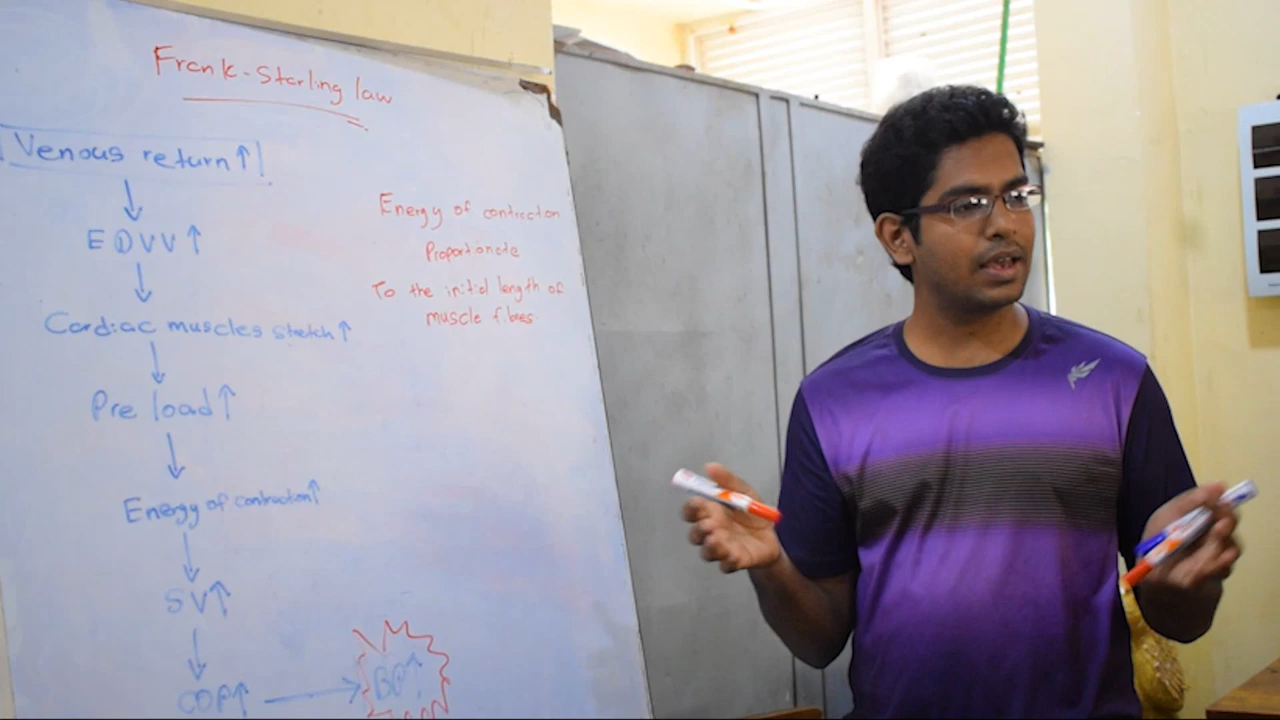 Frank-Starling law
Venous return ↑
↓
EDVV ↑
↓
Cardiac muscles stretch ↑
↓
Pre load ↑
↓
Energy of contraction ↑
↓
SV ↑
↓
COP ↑ → BP ↑
Energy of contraction
Proportionate
To the initial length of
muscle fibres.